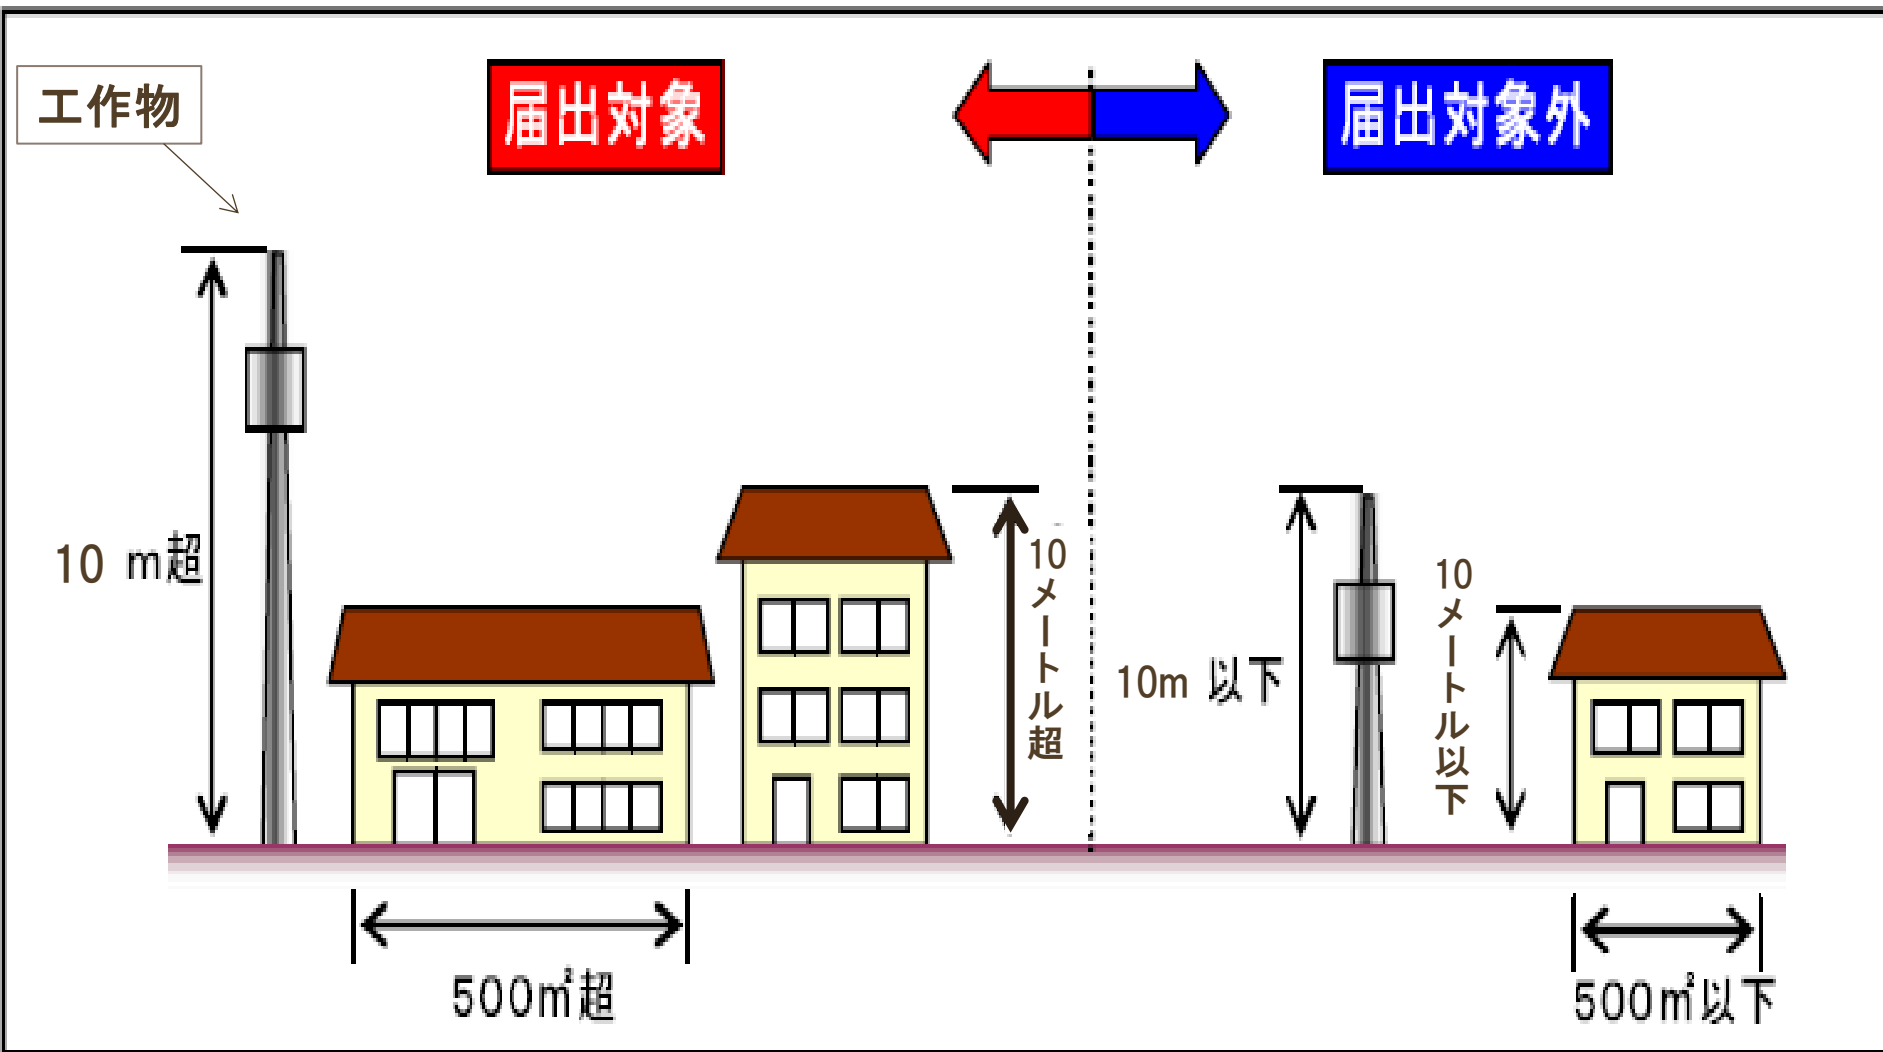 工作物
届出対象
届出対象外
10 m超
10メートル超
10m 以下
10メートル以下
500㎡超
500㎡以下